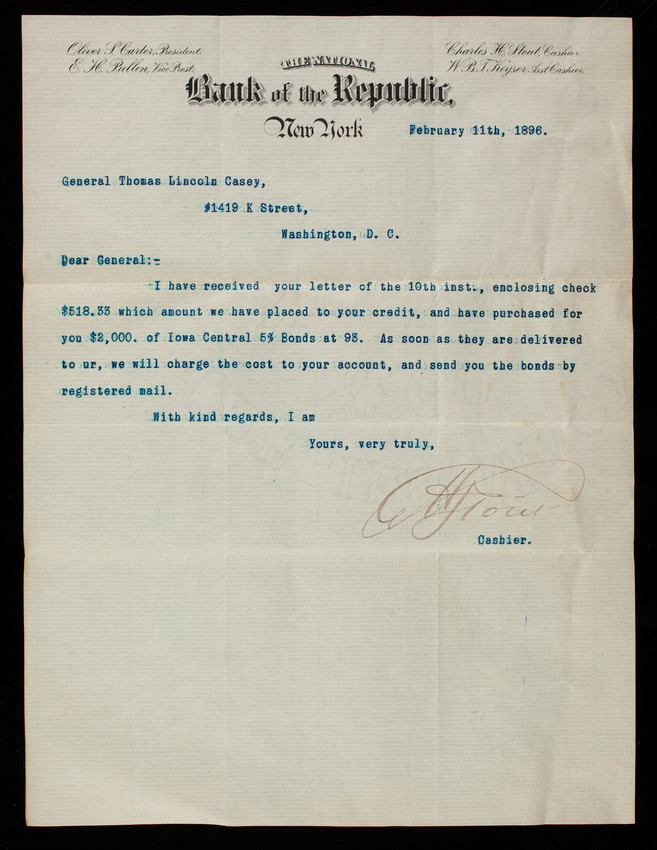 Oliver S. Carter, President.
E. H. Pullen, Vice Prest.
Charles H. Stout, Cashier.
W. B. T. Keyser, Asst Cashier.
THE NATIONAL
Bank of the Republic,
New York
February 11th, 1896.
General Thomas Lincoln Casey,
#1419 K Street,
Washington, D. C.
Dear General:-
I have received your letter of the 10th inst., enclosing check
$518.33 which amount we have placed to your credit, and have purchased for
you $2,000. of Iowa Central 5% Bonds at 93. As soon as they are delivered
to ur, we will charge the cost to your account, and send you the bonds by
registered mail.
With kind regards, I am
Yours, very truly,
C H Stout
Cashier.